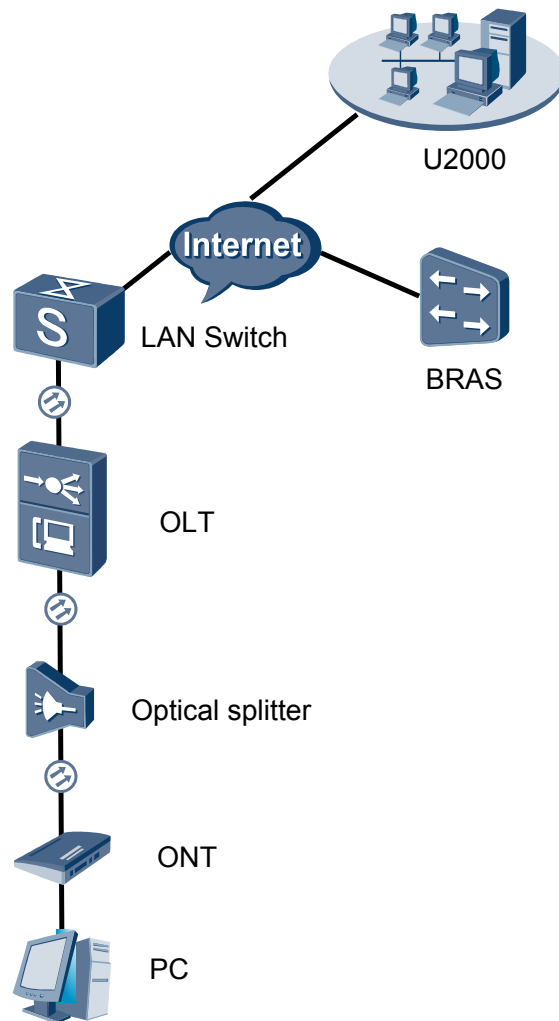 U2000
Internet
S
LAN Switch
BRAS
OLT
Optical splitter
ONT
PC